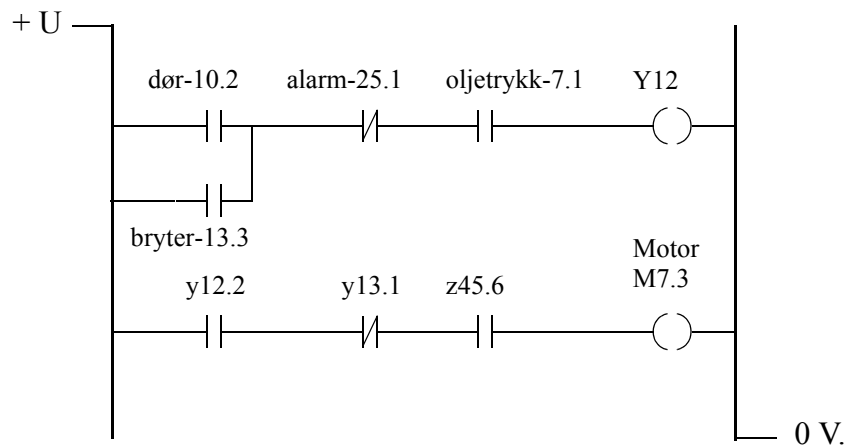 + U
dør-10.2 alarm-25.1 oljetrykk-7.1 Y12
bryter-13.3
Motor
M7.3
y12.2 y13.1 z45.6
0 V.